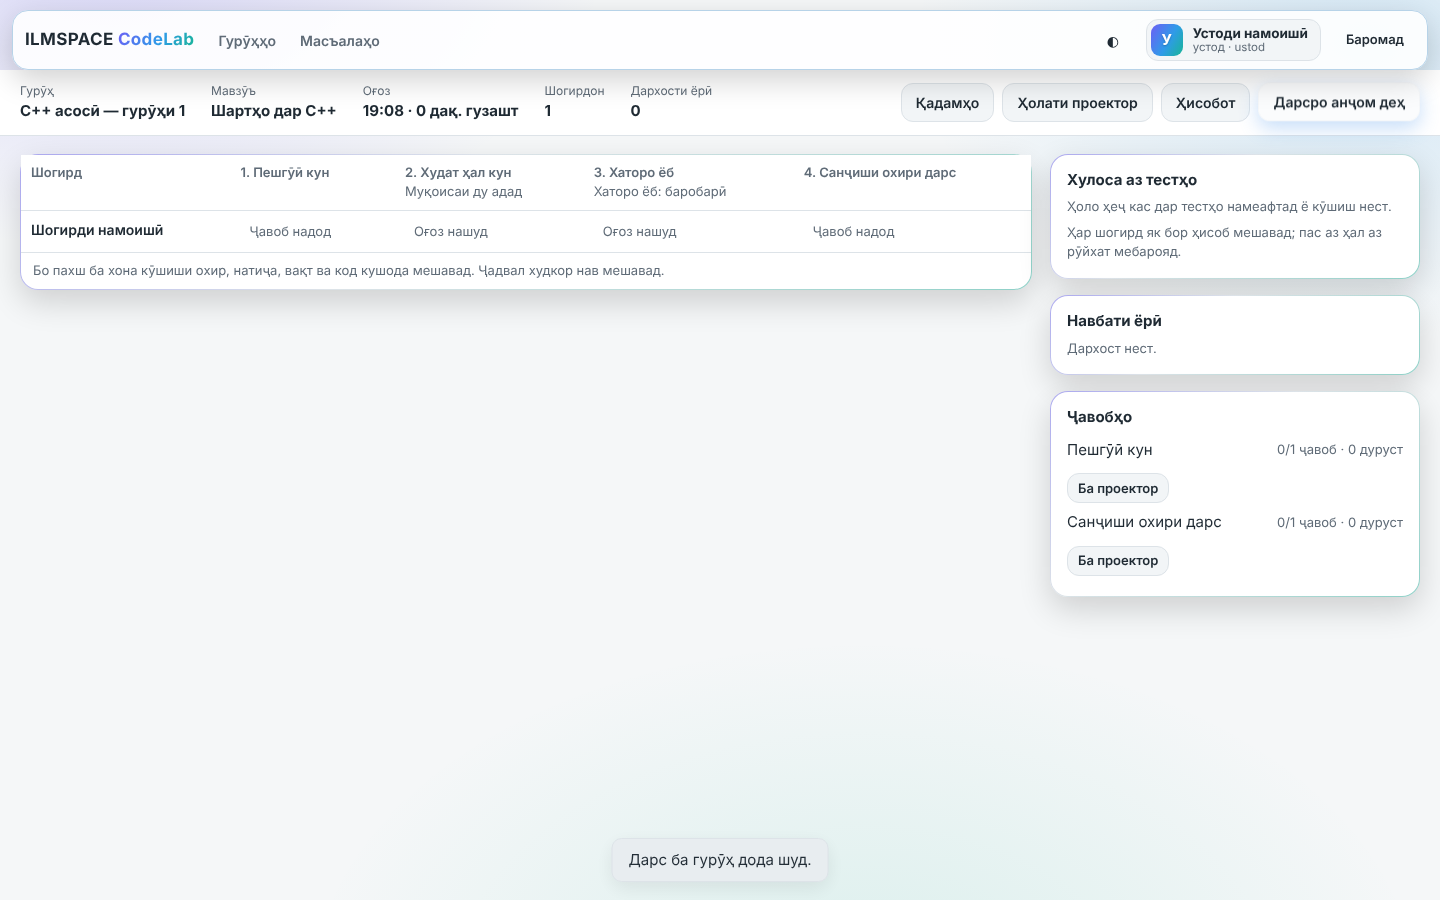 ILMSPACE CodeLab
Гурӯҳҳо
Масъалаҳо
◐
У
Устоди намоишӣ
устод · ustod
Баромад
Гурӯҳ
C++ асосӣ — гурӯҳи 1
Мавзӯъ
Шартҳо дар C++
Оғоз
19:08 · 0 дақ. гузашт
Шогирдон
1
Дархости ёрӣ
0
Қадамҳо
Ҳолати проектор
Ҳисобот
Дарсро анҷом деҳ
Шогирд
1. Пешгӯӣ кун
2. Худат ҳал кун
Муқоисаи ду адад
3. Хаторо ёб
Хаторо ёб: баробарӣ
4. Санҷиши охири дарс
Шогирди намоишӣ
Ҷавоб надод
Оғоз нашуд
Оғоз нашуд
Ҷавоб надод
Бо пахш ба хона кӯшиши охир, натиҷа, вақт ва код кушода мешавад. Ҷадвал худкор нав мешавад.
Хулоса аз тестҳо
Ҳоло ҳеҷ кас дар тестҳо намеафтад ё кӯшиш нест.
Ҳар шогирд як бор ҳисоб мешавад; пас аз ҳал аз
рӯйхат мебарояд.
Навбати ёрӣ
Дархост нест.
Ҷавобҳо
Пешгӯӣ кун
0/1 ҷавоб · 0 дуруст
Ба проектор
Санҷиши охири дарс
0/1 ҷавоб · 0 дуруст
Ба проектор
Дарс ба гурӯҳ дода шуд.